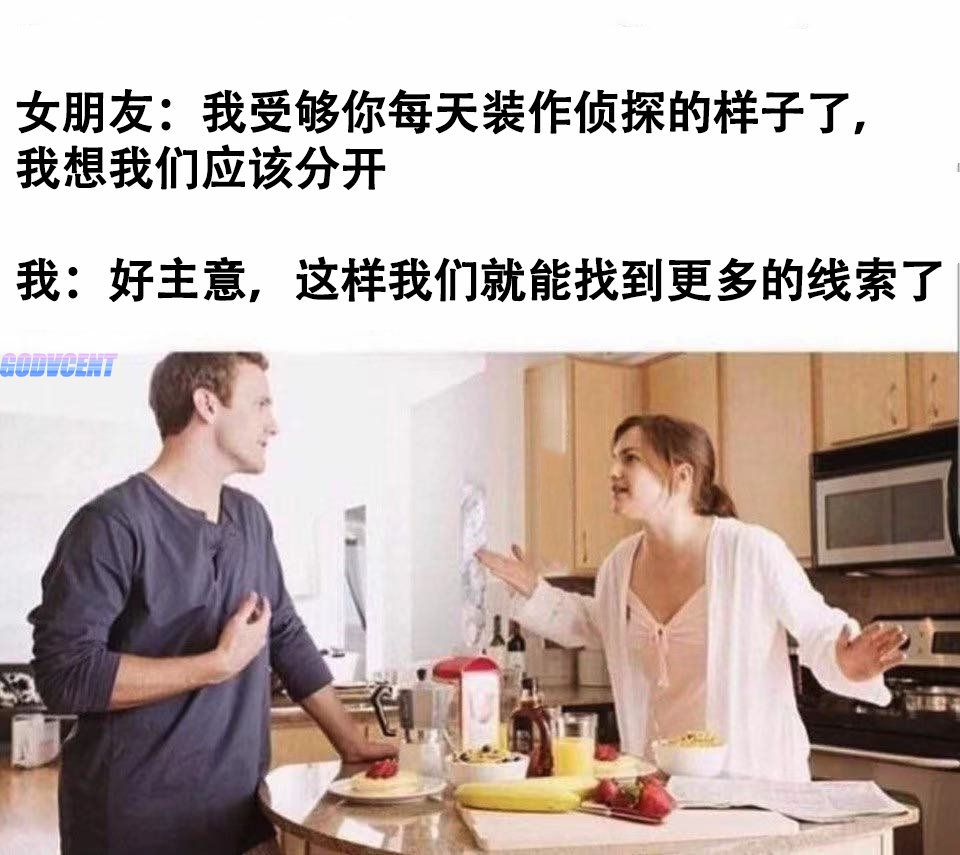 女朋友：我受够你每天装作侦探的样子了，
我想我们应该分开
我：好主意，这样我们就能找到更多的线索了
GODVCENT